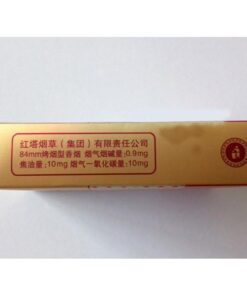 红塔烟草（集团）有限责任公司
84mm烤烟型香烟 烟气烟碱量:0.9mg
焦油量:10mg 烟气一氧化碳量:10mg